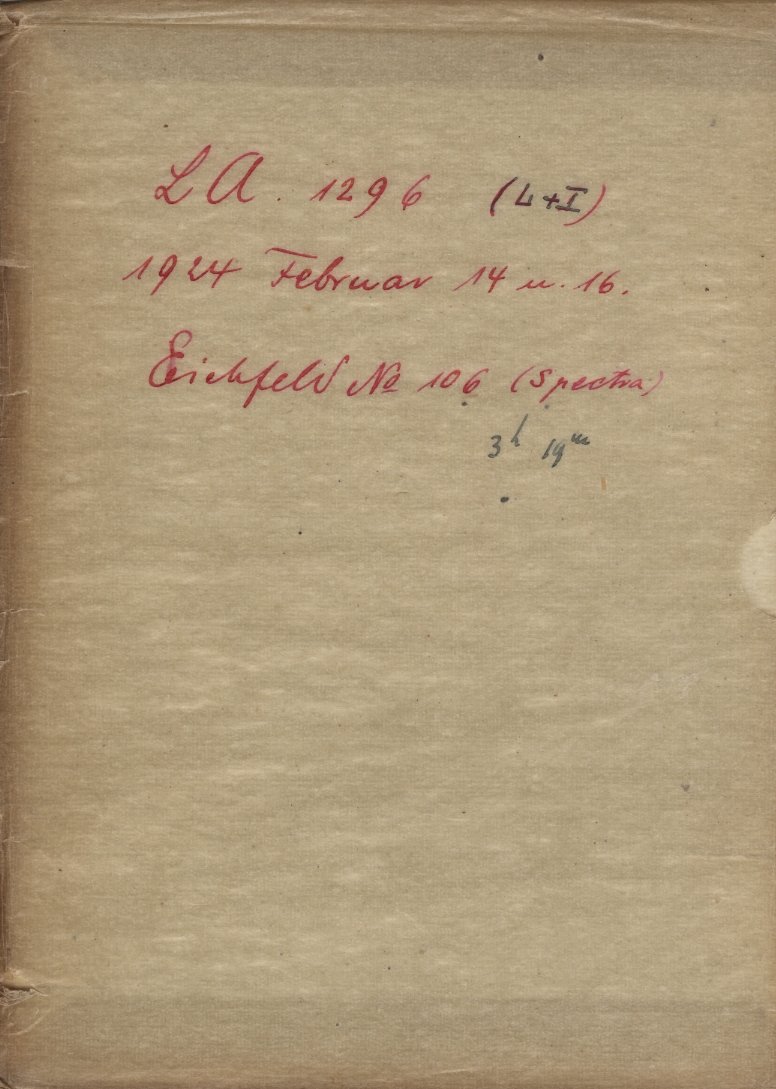 LA. 1296 (L+I)
1924 Februar 14 u. 16.
Eichfeld No 106 (Spectra)
3h 19m